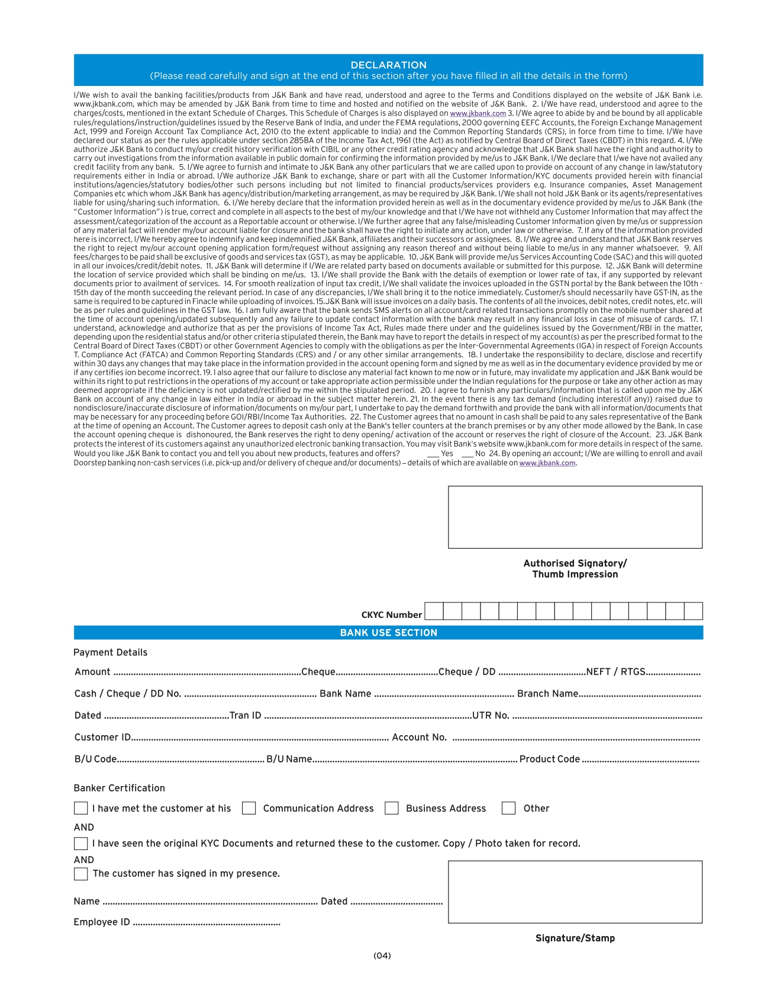 DECLARATION
(Please read carefully and sign at the end of this section after you have filled in all the details in the form)
I/We wish to avail the banking facilities/products from J&K Bank and have read, understood and agree to the Terms and Conditions displayed on the website of J&K Bank i.e.
www.jkbank.com, which may be amended by J&K Bank from time to time and hosted and notified on the website of J&K Bank. 2. I/We have read, understood and agree to the
charges/costs, mentioned in the extant Schedule of Charges. This Schedule of Charges is also displayed on www.jkbank.com 3. I/We agree to abide by and be bound by all applicable
rules/regulations/instruction/guidelines issued by the Reserve Bank of India, and under the FEMA regulations, 2000 governing EEFC Accounts, the Foreign Exchange Management
Act, 1999 and Foreign Account Tax Compliance Act, 2010 (to the extent applicable to India) and the Common Reporting Standards (CRS), in force from time to time. I/We have
declared our status as per the rules applicable under section 285BA of the Income Tax Act, 1961 (the Act) as notified by Central Board of Direct Taxes (CBDT) in this regard. 4. I/We
authorize J&K Bank to conduct my/our credit history verification with CIBIL or any other credit rating agency and acknowledge that J&K Bank shall have the right and authority to
carry out investigations from the information available in public domain for confirming the information provided by me/us to J&K Bank. I/We declare that I/we have not availed any
credit facility from any bank. 5. I/We agree to furnish and intimate to J&K Bank any other particulars that we are called upon to provide on account of any change in law/statutory
requirements either in India or abroad. I/We authorize J&K Bank to exchange, share or part with all the Customer Information/KYC documents provided herein with financial
institutions/agencies/statutory bodies/other such persons including but not limited to financial products/services providers e.g. Insurance companies, Asset Management
Companies etc which whom J&K Bank has agency/distribution/marketing arrangement, as may be required by J&K Bank. I/We shall not hold J&K Bank or its agents/representatives
liable for using/sharing such information. 6. I/We hereby declare that the information provided herein as well as in the documentary evidence provided by me/us to J&K Bank (the
“Customer Information”) is true, correct and complete in all aspects to the best of my/our knowledge and that I/We have not withheld any Customer Information that may affect the
assessment/categorization of the account as a Reportable account or otherwise. I/We further agree that any false/misleading Customer Information given by me/us or suppression
of any material fact will render my/our account liable for closure and the bank shall have the right to initiate any action, under law or otherwise. 7. If any of the information provided
here is incorrect, I/We hereby agree to indemnify and keep indemnified J&K Bank, affiliates and their successors or assignees. 8. I/We agree and understand that J&K Bank reserves
the right to reject my/our account opening application form/request without assigning any reason thereof and without being liable to me/us in any manner whatsoever. 9. All
fees/charges to be paid shall be exclusive of goods and services tax (GST), as may be applicable. 10. J&K Bank will provide me/us Services Accounting Code (SAC) and this will quoted
in all our invoices/credit/debit notes. 11. J&K Bank will determine if I/We are related party based on documents available or submitted for this purpose. 12. J&K Bank will determine
the location of service provided which shall be binding on me/us. 13. I/We shall provide the Bank with the details of exemption or lower rate of tax, if any supported by relevant
documents prior to availment of services. 14. For smooth realization of input tax credit, I/We shall validate the invoices uploaded in the GSTN portal by the Bank between the 10th -
15th day of the month succeeding the relevant period. In case of any discrepancies, I/We shall bring it to the notice immediately. Customer/s should necessarily have GST-IN, as the
same is required to be captured in Finacle while uploading of invoices. 15.J&K Bank will issue invoices on a daily basis. The contents of all the invoices, debit notes, credit notes, etc. will
be as per rules and guidelines in the GST law. 16. I am fully aware that the bank sends SMS alerts on all account/card related transactions promptly on the mobile number shared at
the time of account opening/updated subsequently and any failure to update contact information with the bank may result in any financial loss in case of misuse of cards. 17. I
understand, acknowledge and authorize that as per the provisions of Income Tax Act, Rules made there under and the guidelines issued by the Government/RBI in the matter,
depending upon the residential status and/or other criteria stipulated therein, the Bank may have to report the details in respect of my account(s) as per the prescribed format to the
Central Board of Direct Taxes (CBDT) or other Government Agencies to comply with the obligations as per the Inter-Governmental Agreements (IGA) in respect of Foreign Accounts
T. Compliance Act (FATCA) and Common Reporting Standards (CRS) and / or any other similar arrangements. 18. I undertake the responsibility to declare, disclose and recertify
within 30 days any changes that may take place in the information provided in the account opening form and signed by me as well as in the documentary evidence provided by me or
if any certifies ion become incorrect. 19. I also agree that our failure to disclose any material fact known to me now or in future, may invalidate my application and J&K Bank would be
within its right to put restrictions in the operations of my account or take appropriate action permissible under the Indian regulations for the purpose or take any other action as may
deemed appropriate if the deficiency is not updated/rectified by me within the stipulated period. 20. I agree to furnish any particulars/information that is called upon me by J&K
Bank on account of any change in law either in India or abroad in the subject matter herein. 21. In the event there is any tax demand {including interest(if any)} raised due to
nondisclosure/inaccurate disclosure of information/documents on my/our part, I undertake to pay the demand forthwith and provide the bank with all information/documents that
may be necessary for any proceeding before GOI/RBI/Income Tax Authorities. 22. The Customer agrees that no amount in cash shall be paid to any sales representative of the Bank
at the time of opening an Account. The Customer agrees to deposit cash only at the Bank's teller counters at the branch premises or by any other mode allowed by the Bank. In case
the account opening cheque is dishonoured, the Bank reserves the right to deny opening/ activation of the account or reserves the right of closure of the Account. 23. J&K Bank
protects the interest of its customers against any unauthorized electronic banking transaction. You may visit Bank's website www.jkbank.com for more details in respect of the same.
Would you like J&K Bank to contact you and tell you about new products, features and offers? ___ Yes ___ No 24. By opening an account; I/We are willing to enroll and avail
Doorstep banking non-cash services (i.e. pick-up and/or delivery of cheque and/or documents) – details of which are available on www.jkbank.com.
Authorised Signatory/
Thumb Impression
CKYC Number
BANK USE SECTION
Payment Details
Amount ........................Cheque................Cheque / DD ................NEFT / RTGS............
Cash / Cheque / DD No. .................... Bank Name .................... Branch Name....................
Dated ....................Tran ID ..............................UTR No. ..............................
Customer ID........................................ Account No. ........................................
B/U Code........................ B/U Name.............................. Product Code ....................
Banker Certification
I have met the customer at his Communication Address Business Address Other
AND
I have seen the original KYC Documents and returned these to the customer. Copy / Photo taken for record.
AND
The customer has signed in my presence.
Name ........................................ Dated ....................
Employee ID ..............................
Signature/Stamp
(04)